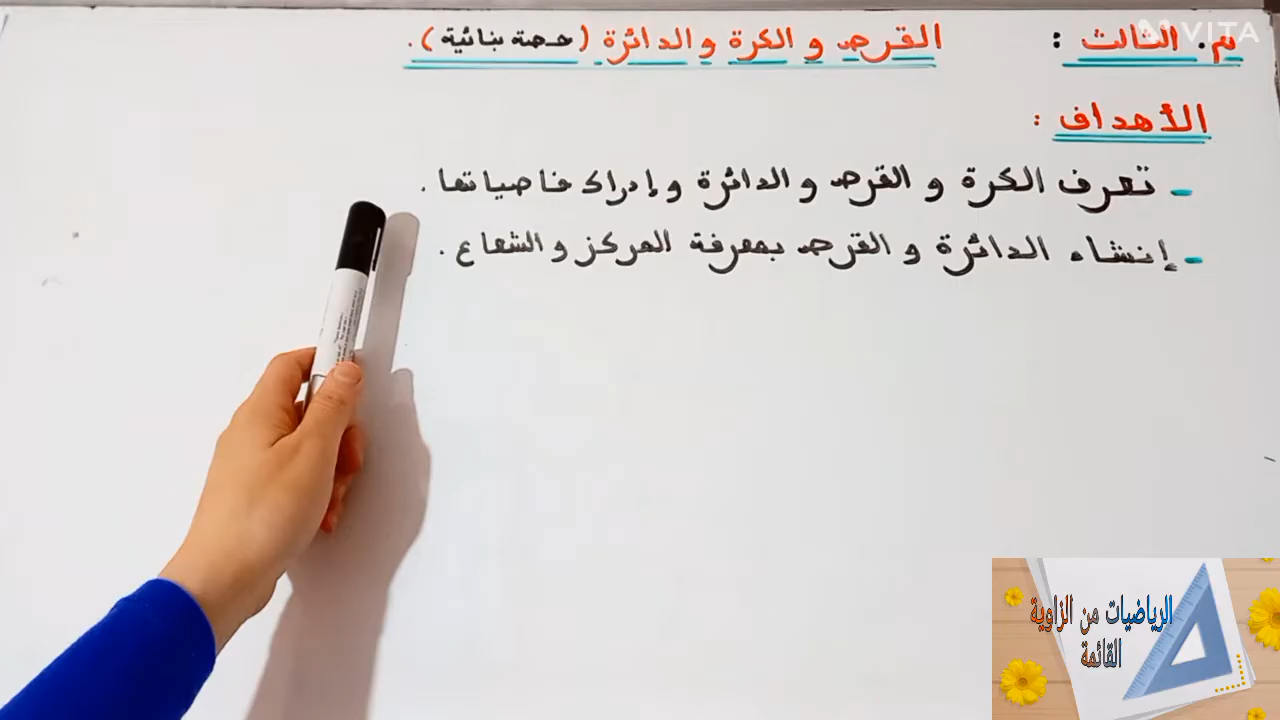 م. الثالث : القرص و الكرة و الدائرة (حصة بنائية).
الأهداف :
- تعرف الكرة و القرص و الدائرة و إدراك خاصياتها.
- إنشاء الدائرة و القرص بمعرفة المركز و الشعاع.
VITA
الرياضيات من الزاوية
القائمة